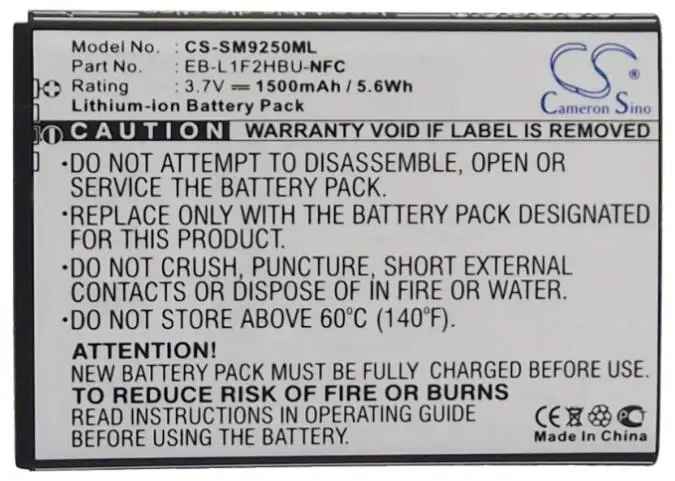 Model No. : CS-SM9250ML
Part No. : EB-L1F2HBU-NFC
Rating : 3.7V ⎓ 1500mAh / 5.6Wh
Lithium-ion Battery Pack
CS
Cameron Sino
CAUTION WARRANTY VOID IF LABEL IS REMOVED
•DO NOT ATTEMPT TO DISASSEMBLE, OPEN OR
SERVICE THE BATTERY PACK.
•REPLACE ONLY WITH THE BATTERY PACK DESIGNATED
FOR THIS PRODUCT.
•DO NOT CRUSH, PUNCTURE, SHORT EXTERNAL
CONTACTS OR DISPOSE OF IN FIRE OR WATER.
•DO NOT STORE ABOVE 60°C (140°F).
ATTENTION!
NEW BATTERY PACK MUST BE FULLY CHARGED BEFORE USE.
TO REDUCE RISK OF FIRE OR BURNS
READ INSTRUCTIONS IN OPERATING GUIDE
BEFORE BATTERY USE.
CE
Made In China